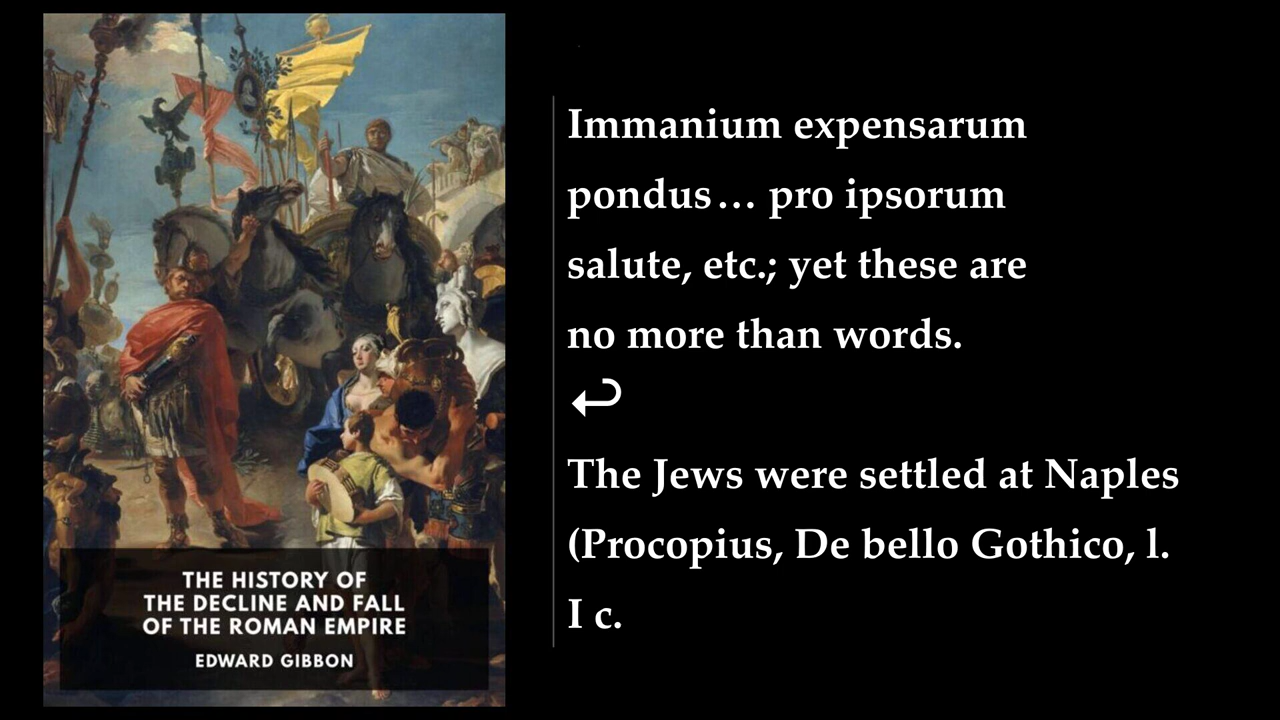 THE HISTORY OF
THE DECLINE AND FALL
OF THE ROMAN EMPIRE
EDWARD GIBBON
Immanium expensarum
pondus… pro ipsorum
salute, etc.; yet these are
no more than words.
↩
The Jews were settled at Naples
(Procopius, De bello Gothico, l.
I c.